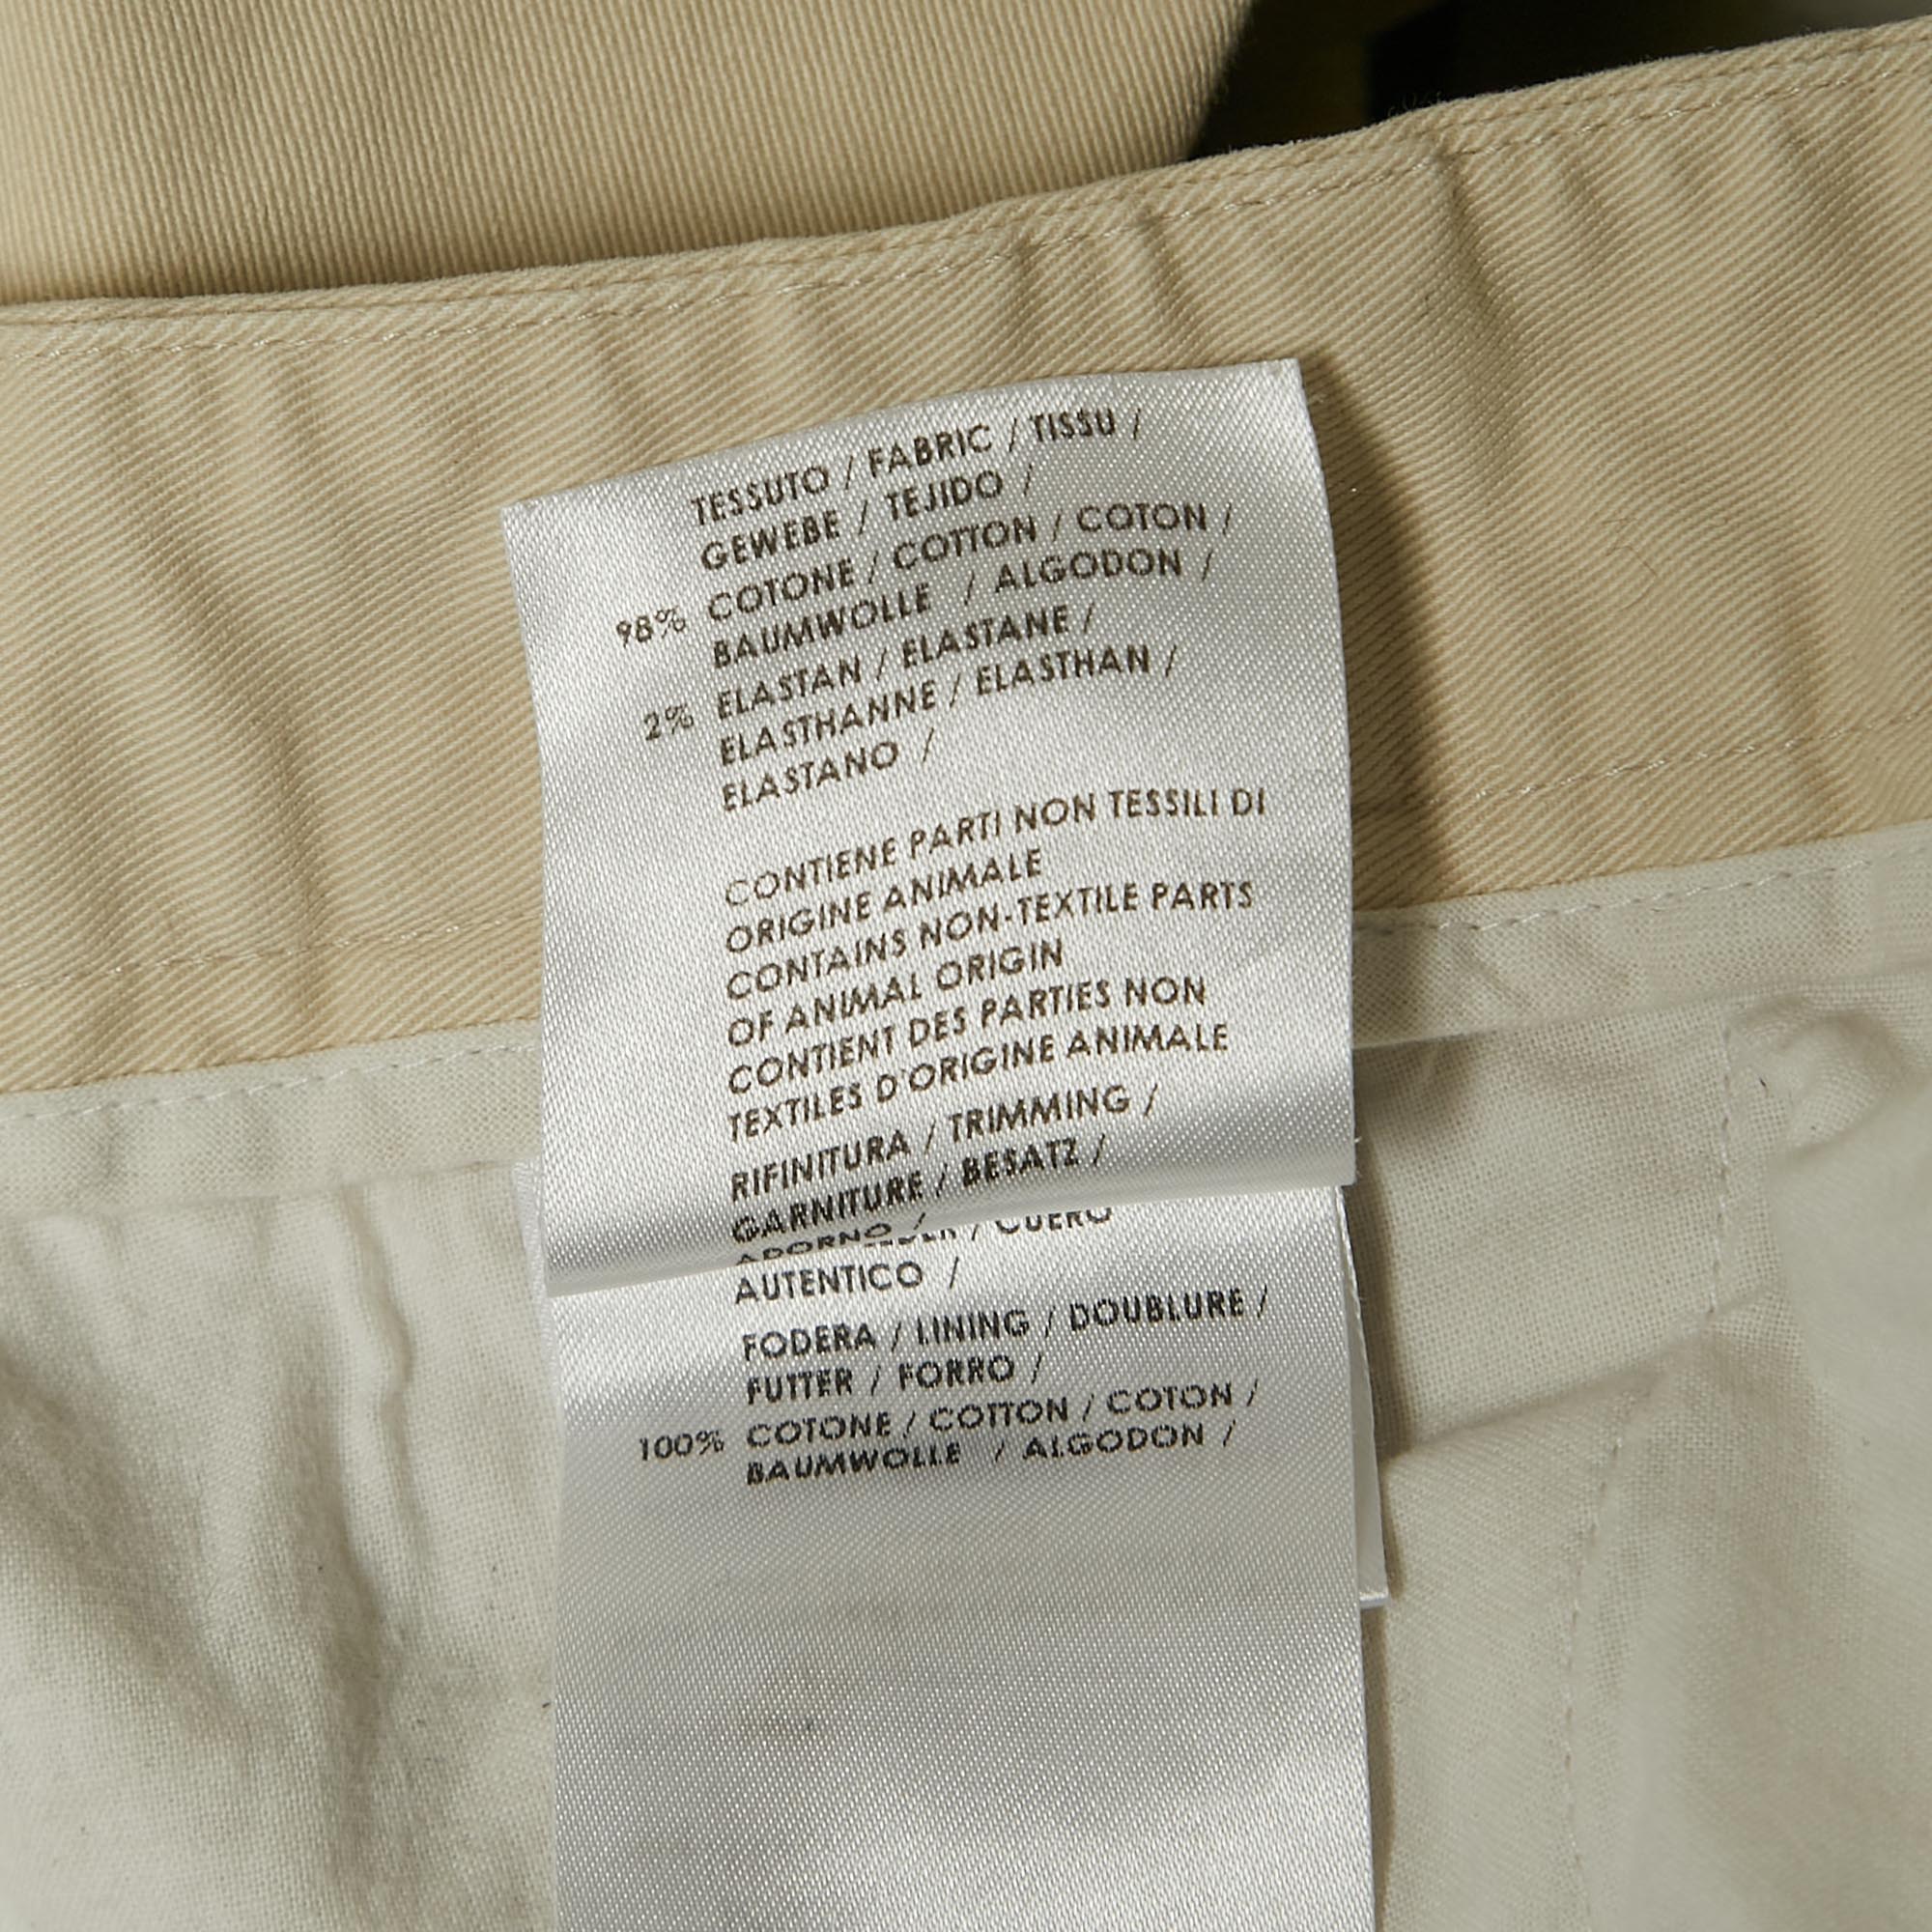 TESSUTO / FABRIC / TISSU /
GEWEBE / TEJIDO /
98% COTONE / COTTON / COTON /
BAUMWOLLE / ALGODON /
2% ELASTAN / ELASTANE /
ELASTHANNE / ELASTHAN /
ELASTANO /
CONTIENE PARTI NON TESSILI DI
ORIGINE ANIMALE
CONTAINS NON-TEXTILE PARTS
OF ANIMAL ORIGIN
CONTIENT DES PARTIES NON
TEXTILES D'ORIGINE ANIMALE
RIFINITURA / TRIMMING /
GARNITURE / BESATZ /
ADORNO /
/ CUERO
AUTENTICO /
FODERA / LINING / DOUBLURE /
FUTTER / FORRO /
100% COTONE / COTTON / COTON /
BAUMWOLLE / ALGODON /